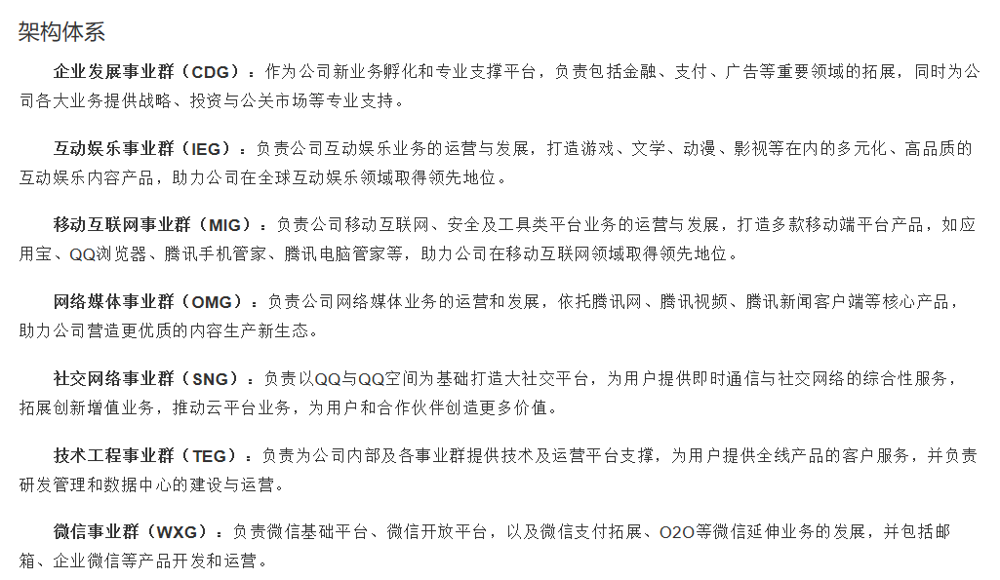 架构体系
企业发展事业群（CDG）：作为公司新业务孵化和专业支撑平台，负责包括金融、支付、广告等重要领域的拓展，同时为公
司各大业务提供战略、投资与公关市场等专业支持。
互动娱乐事业群（IEG）：负责公司互动娱乐业务的运营与发展，打造游戏、文学、动漫、影视等在内的多元化、高品质的
互动娱乐内容产品，助力公司在全球互动娱乐领域取得领先地位。
移动互联网事业群（MIG）：负责公司移动互联网、安全及工具类平台业务的运营与发展，打造多款移动端平台产品，如应
用宝、QQ浏览器、腾讯手机管家、腾讯电脑管家等，助力公司在移动互联网领域取得领先地位。
网络媒体事业群（OMG）：负责公司网络媒体业务的运营和发展，依托腾讯网、腾讯视频、腾讯新闻客户端等核心产品，
助力公司营造更优质的内容生产新生态。
社交网络事业群（SNG）：负责以QQ与QQ空间为基础打造大社交平台，为用户提供即时通信与社交网络的综合性服务，
拓展创新增值业务，推动云平台业务，为用户和合作伙伴创造更多价值。
技术工程事业群（TEG）：负责为公司内部及各事业群提供技术及运营平台支撑，为用户提供全线产品的客户服务，并负责
研发管理和数据中心的建设与运营。
微信事业群（WXG）：负责微信基础平台、微信开放平台，以及微信支付拓展、O2O等微信延伸业务的发展，并包括邮
箱、企业微信等产品开发和运营。